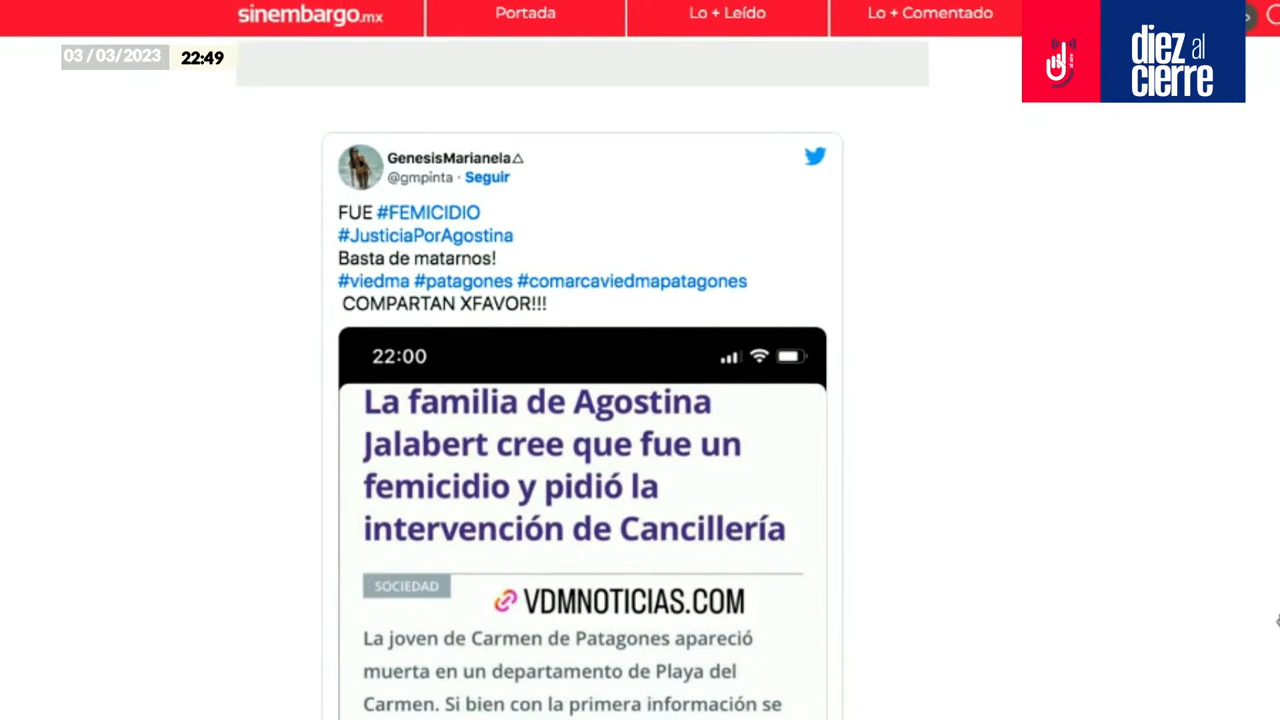 sinembargo.mx
Portada
Lo + Leído
Lo + Comentado
diez al
cierre
03/03/2023
22:49
GenesisMarianela△
@gmpinta · Seguir
FUE #FEMICIDIO
#JusticiaPorAgostina
Basta de matarnos!
#viedma #patagones #comarcaviedmapatagones
COMPARTAN XFAVOR!!!
22:00
La familia de Agostina
Jalabert cree que fue un
femicidio y pidió la
intervención de Cancillería
SOCIEDAD
VDMNOTICIAS.COM
La joven de Carmen de Patagones apareció
muerta en un departamento de Playa del
Carmen. Si bien con la primera información se